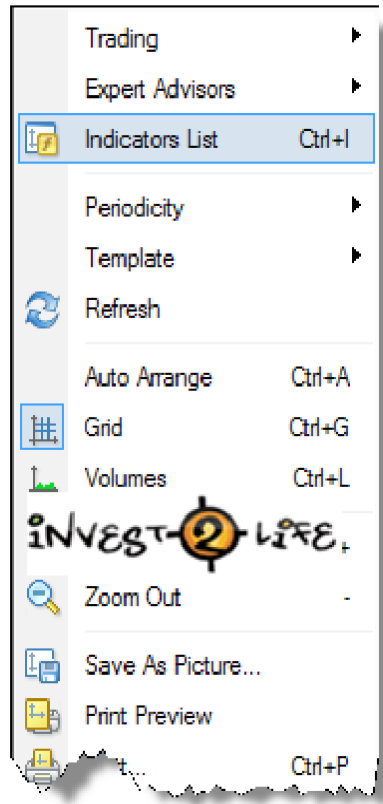 Trading
Expert Advisors
Indicators List Ctrl+I
Periodicity
Template
Refresh
Auto Arrange Ctrl+A
Grid Ctrl+G
Volumes Ctrl+L
iNVEST-2-LiFE +
Zoom Out -
Save As Picture...
Print Preview
Ctrl+P